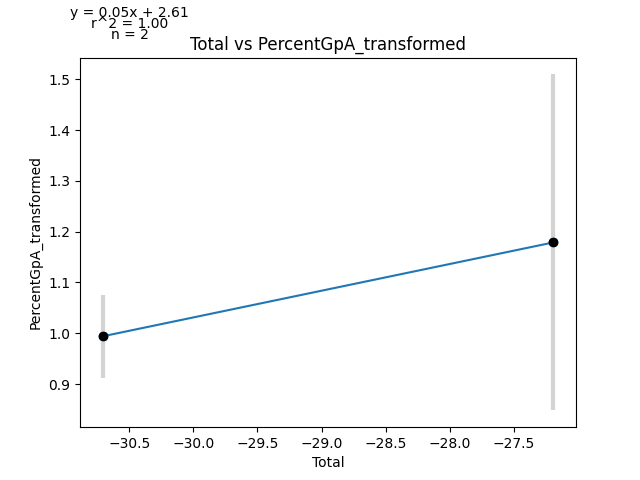 y = 0.05x + 2.61
r^2 = 1.00
n = 2
Total vs PercentGpA_transformed
1.5
1.4
1.3
1.2
1.1
1.0
0.9
PercentGpA_transformed
−30.5 −30.0 −29.5 −29.0 −28.5 −28.0 −27.5
Total